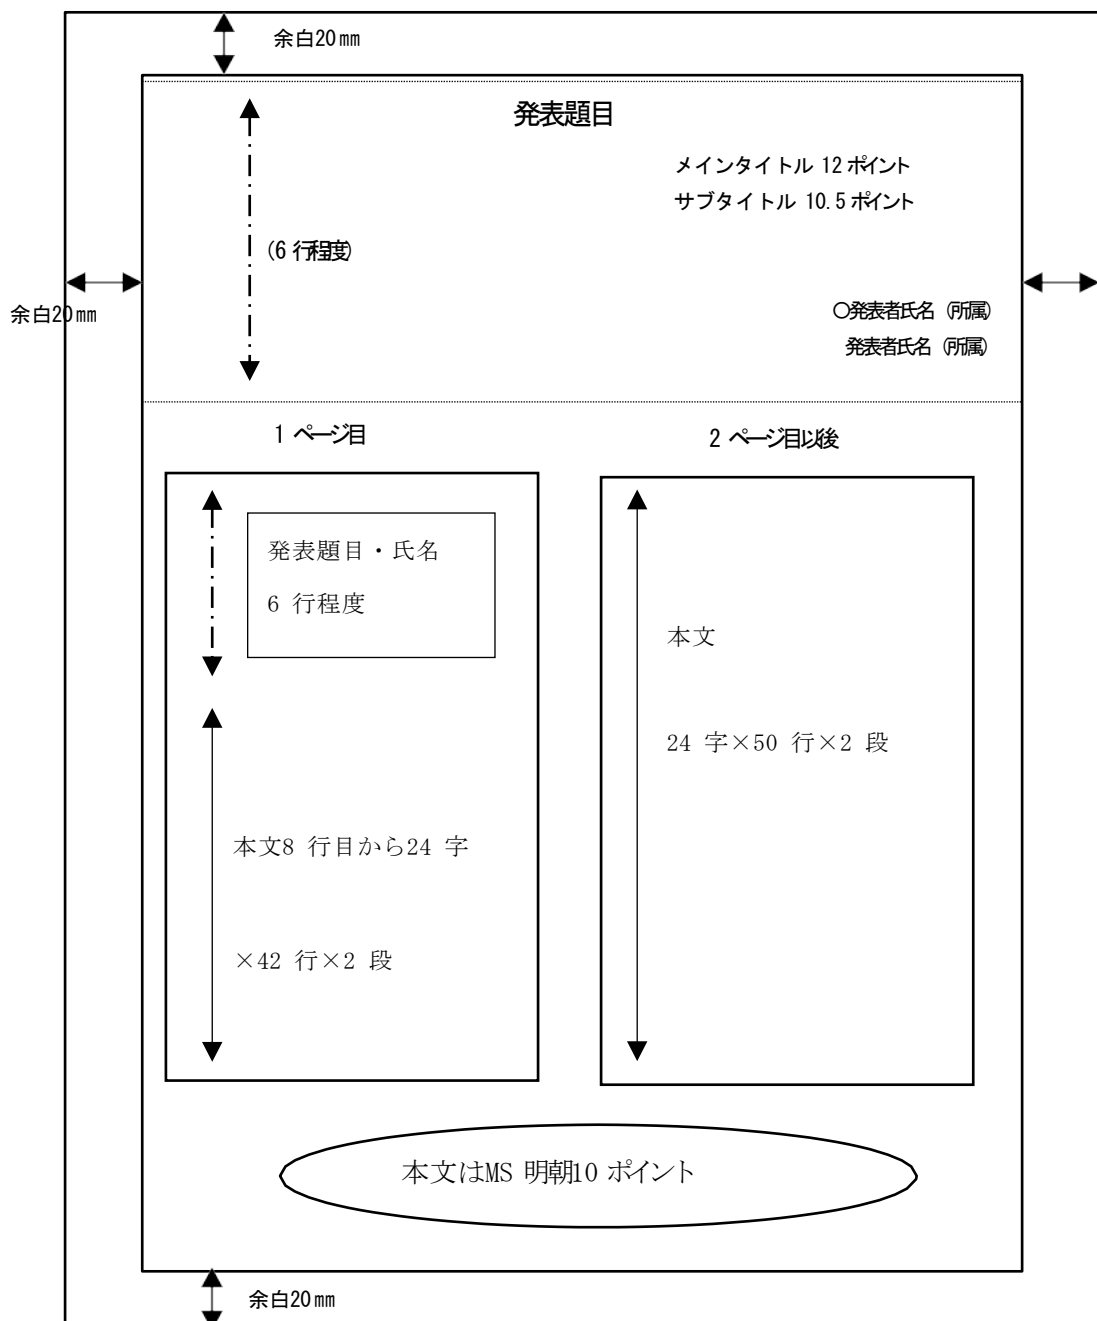 余白20㎜
発表題目
メインタイトル 12 ポイント
サブタイトル 10.5 ポイント
(6 行程度)
余白20㎜
○発表者氏名（所属）
発表者氏名（所属）
1 ページ目
2 ページ目以後
発表題目・氏名
6 行程度
本文
24 字×50 行×2 段
本文8 行目から24 字
×42 行×2 段
本文はMS 明朝10 ポイント
余白20㎜